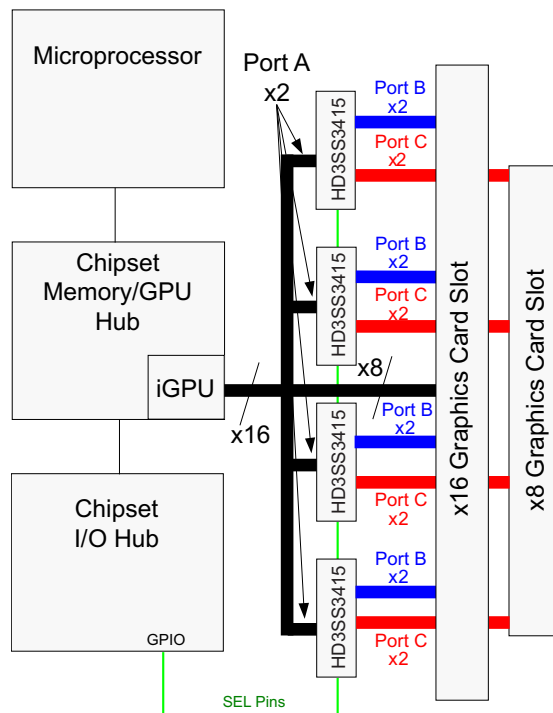 Microprocessor
Chipset
Memory/GPU
Hub
iGPU
x16
Chipset
I/O Hub
GPIO
SEL Pins
Port A
x2
HD3SS3415
Port B
x2
Port C
x2
HD3SS3415
Port B
x2
Port C
x2
x8
HD3SS3415
Port B
x2
Port C
x2
HD3SS3415
Port B
x2
Port C
x2
x16 Graphics Card Slot
x8 Graphics Card Slot